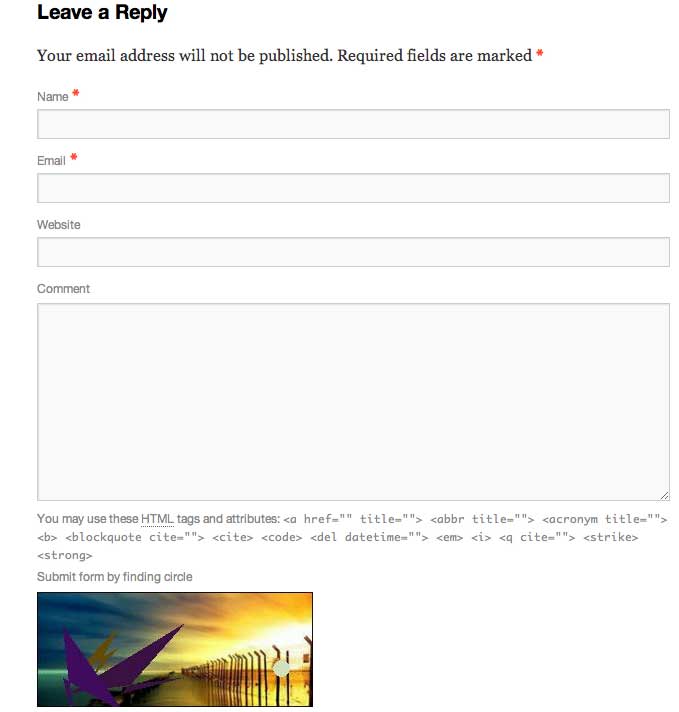 Leave a Reply
Your email address will not be published. Required fields are marked *
Name *
Email *
Website
Comment
You may use these HTML tags and attributes: <a href="" title=""> <abbr title=""> <acronym title="">
<b> <blockquote cite=""> <cite> <code> <del datetime=""> <em> <i> <q cite=""> <strike>
<strong>
Submit form by finding circle